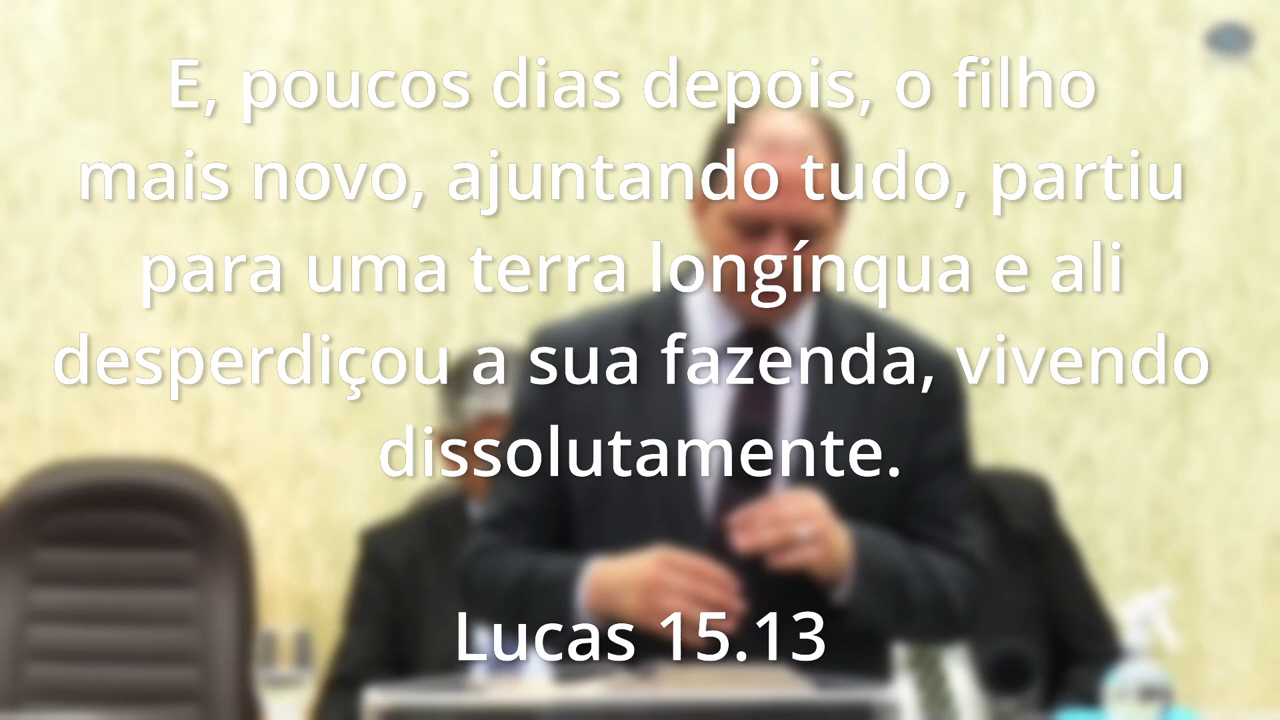 E, poucos dias depois, o filho
mais novo, ajuntando tudo, partiu
para uma terra longínqua e ali
desperdiçou a sua fazenda, vivendo
dissolutamente.
Lucas 15.13